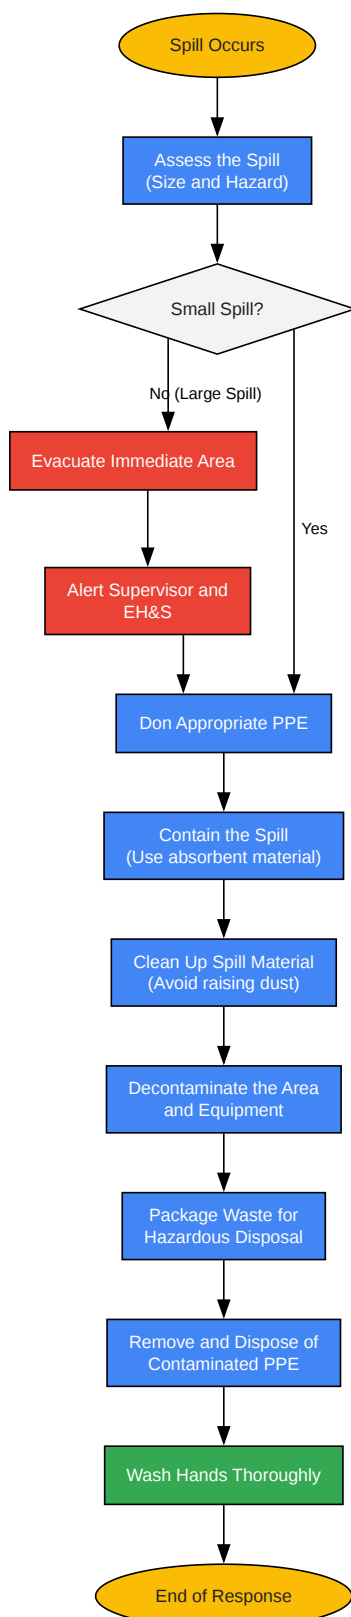 Spill Occurs
Assess the Spill
(Size and Hazard)
Small Spill?
No (Large Spill)
Evacuate Immediate Area
Yes
Alert Supervisor and
EH&S
Don Appropriate PPE
Contain the Spill
(Use absorbent material)
Clean Up Spill Material
(Avoid raising dust)
Decontaminate the Area
and Equipment
Package Waste for
Hazardous Disposal
Remove and Dispose of
Contaminated PPE
Wash Hands Thoroughly
End of Response